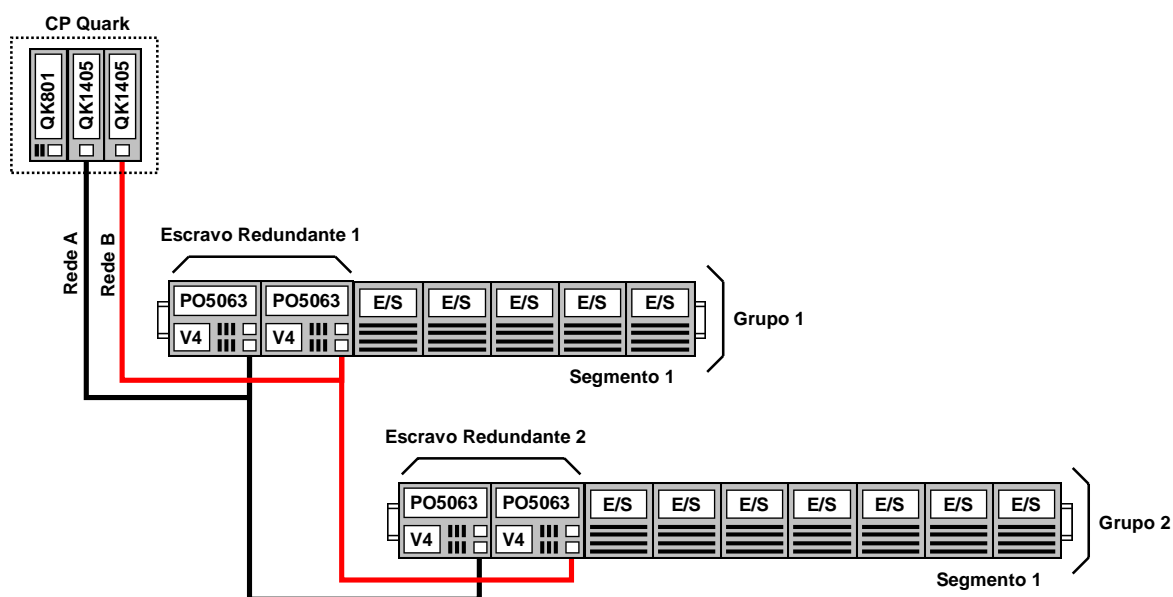 CP Quark
QK801
QK1405
QK1405
Rede A
Rede B
Escravo Redundante 1
PO5063
PO5063
E/S
E/S
E/S
E/S
E/S
V4
V4
Grupo 1
Segmento 1
Escravo Redundante 2
PO5063
PO5063
E/S
E/S
E/S
E/S
E/S
E/S
E/S
V4
V4
Grupo 2
Segmento 1